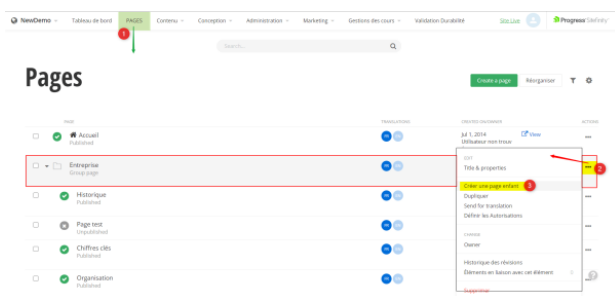 NewDemo
Tableau de bord
PAGES
Contenu
Conception
Administration
Marketing
Gestions des cours
Validation Durabilité
Site Live
Progress Sitefinity
1
Search...
Pages
Create a page
Réorganiser
PAGE
TRANSLATIONS
CREATED ON/OWNER
ACTIONS
Accueil
Published
Jul 1, 2014
View
Utilisateur non trouv
Entreprise
Group page
2
EDIT
Title & properties
Créer une page enfant
3
Dupliquer
Send for translation
Définir les Autorisations
Owner
Historique des révisions
Éléments en liaison avec cet élément
Supprimer
Historique
Published
Page test
Unpublished
Chiffres clés
Published
Organisation
Published